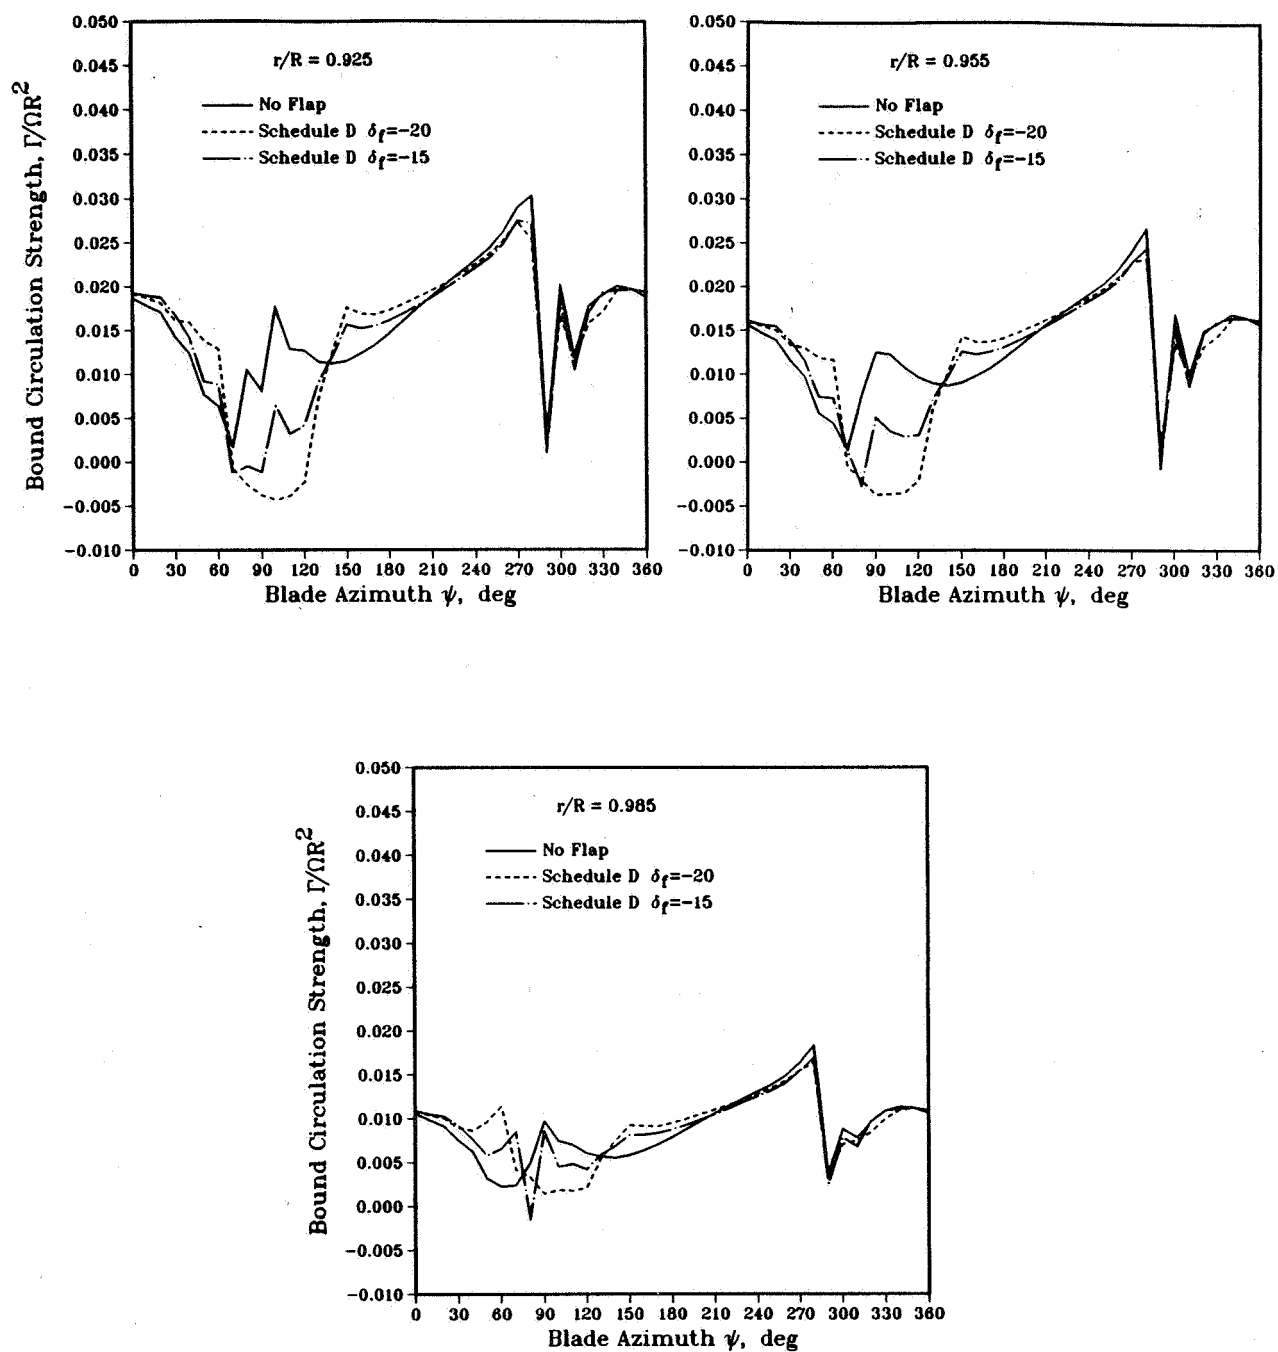 0.050
0.045
0.040
0.035
0.030
0.025
0.020
0.015
0.010
0.005
0.000
−0.005
−0.010
Bound Circulation Strength, Γ/ΩR²
r/R = 0.925
No Flap
Schedule D δf=−20
Schedule D δf=−15
0 30 60 90 120 150 180 210 240 270 300 330 360
Blade Azimuth ψ, deg
0.050
0.045
0.040
0.035
0.030
0.025
0.020
0.015
0.010
0.005
0.000
−0.005
−0.010
r/R = 0.955
No Flap
Schedule D δf=−20
Schedule D δf=−15
0 30 60 90 120 150 180 210 240 270 300 330 360
Blade Azimuth ψ, deg
0.050
0.045
0.040
0.035
0.030
0.025
0.020
0.015
0.010
0.005
0.000
−0.005
−0.010
Bound Circulation Strength, Γ/ΩR²
r/R = 0.985
No Flap
Schedule D δf=−20
Schedule D δf=−15
0 30 60 90 120 150 180 210 240 270 300 330 360
Blade Azimuth ψ, deg